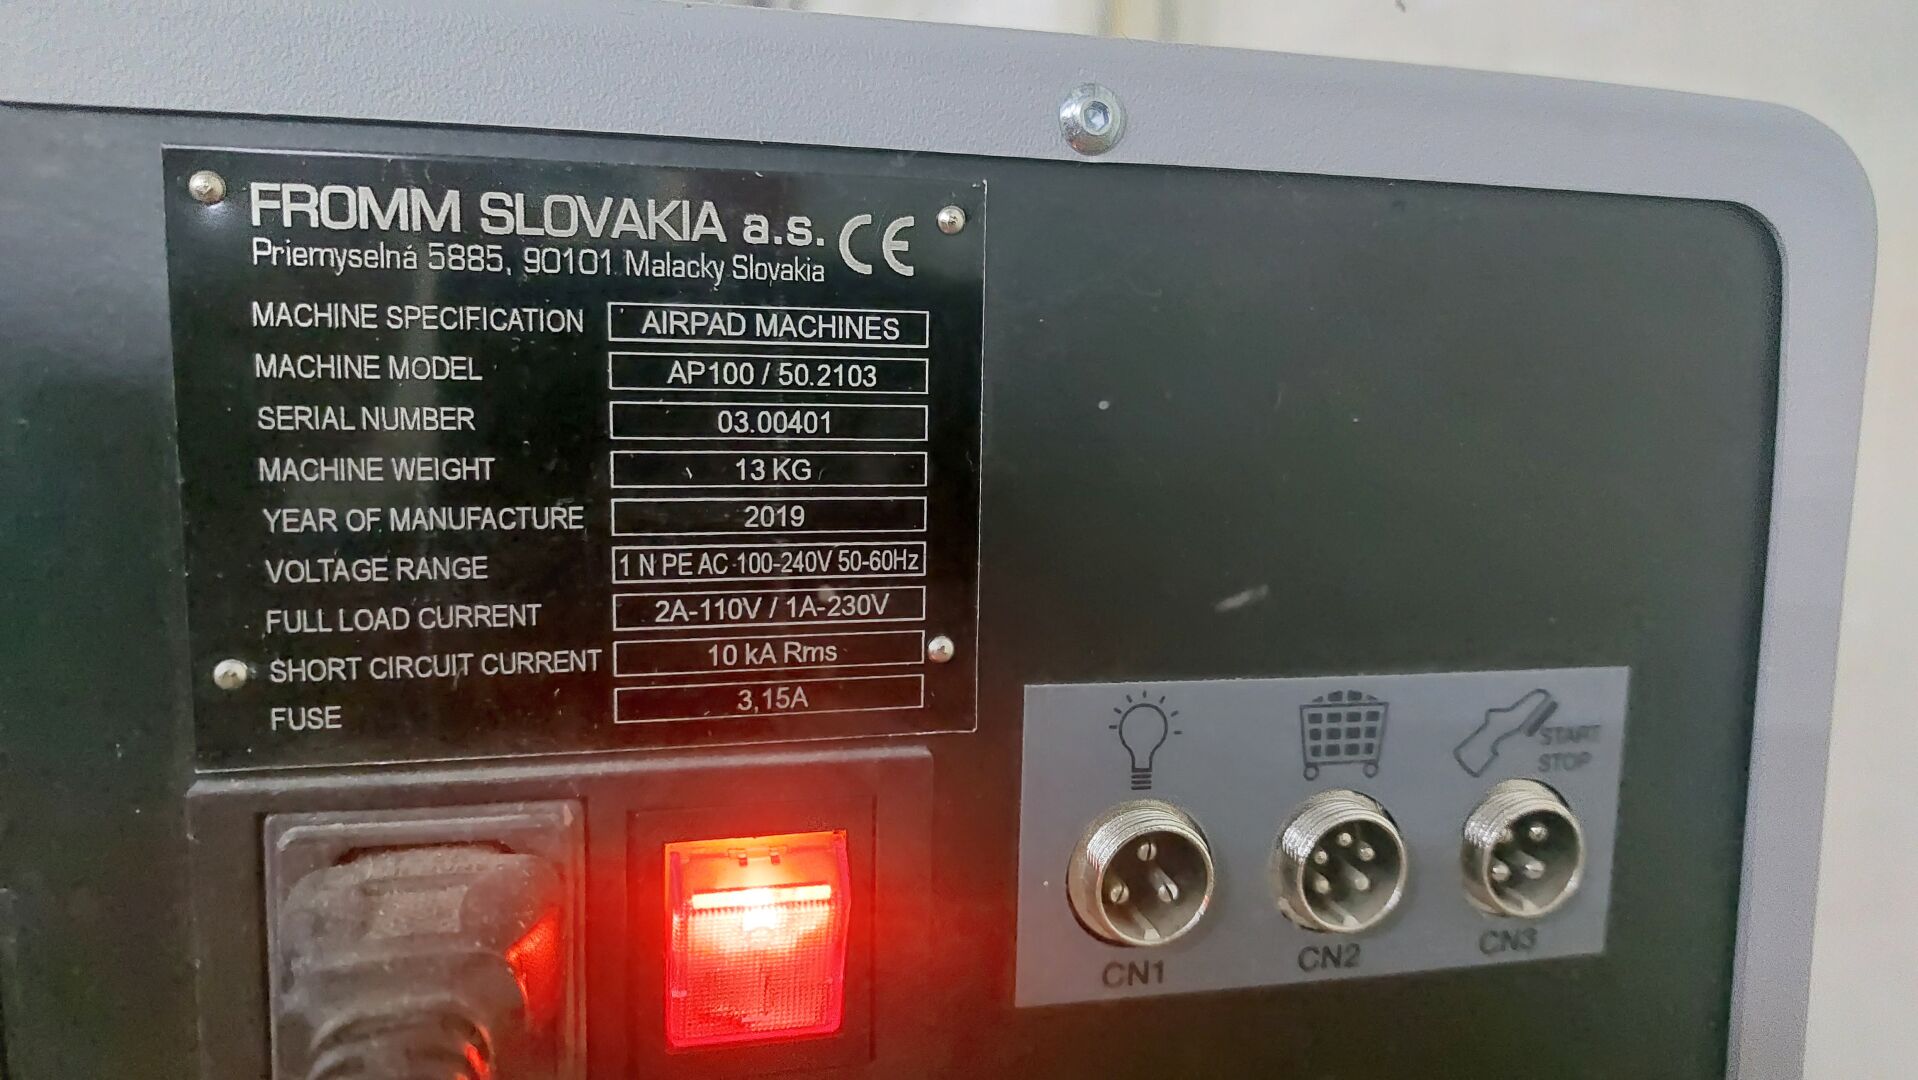 FROMM SLOVAKIA a.s. CE
Priemyselná 5885, 90101 Malacky Slovakia
MACHINE SPECIFICATION AIRPAD MACHINES
MACHINE MODEL AP100 / 50.2103
SERIAL NUMBER 03.00401
MACHINE WEIGHT 13 KG
YEAR OF MANUFACTURE 2019
VOLTAGE RANGE 1 N PE AC 100-240V 50-60Hz
FULL LOAD CURRENT 2A-110V / 1A-230V
SHORT CIRCUIT CURRENT 10 kA Rms
FUSE 3,15A
START
STOP
CN1 CN2 CN3